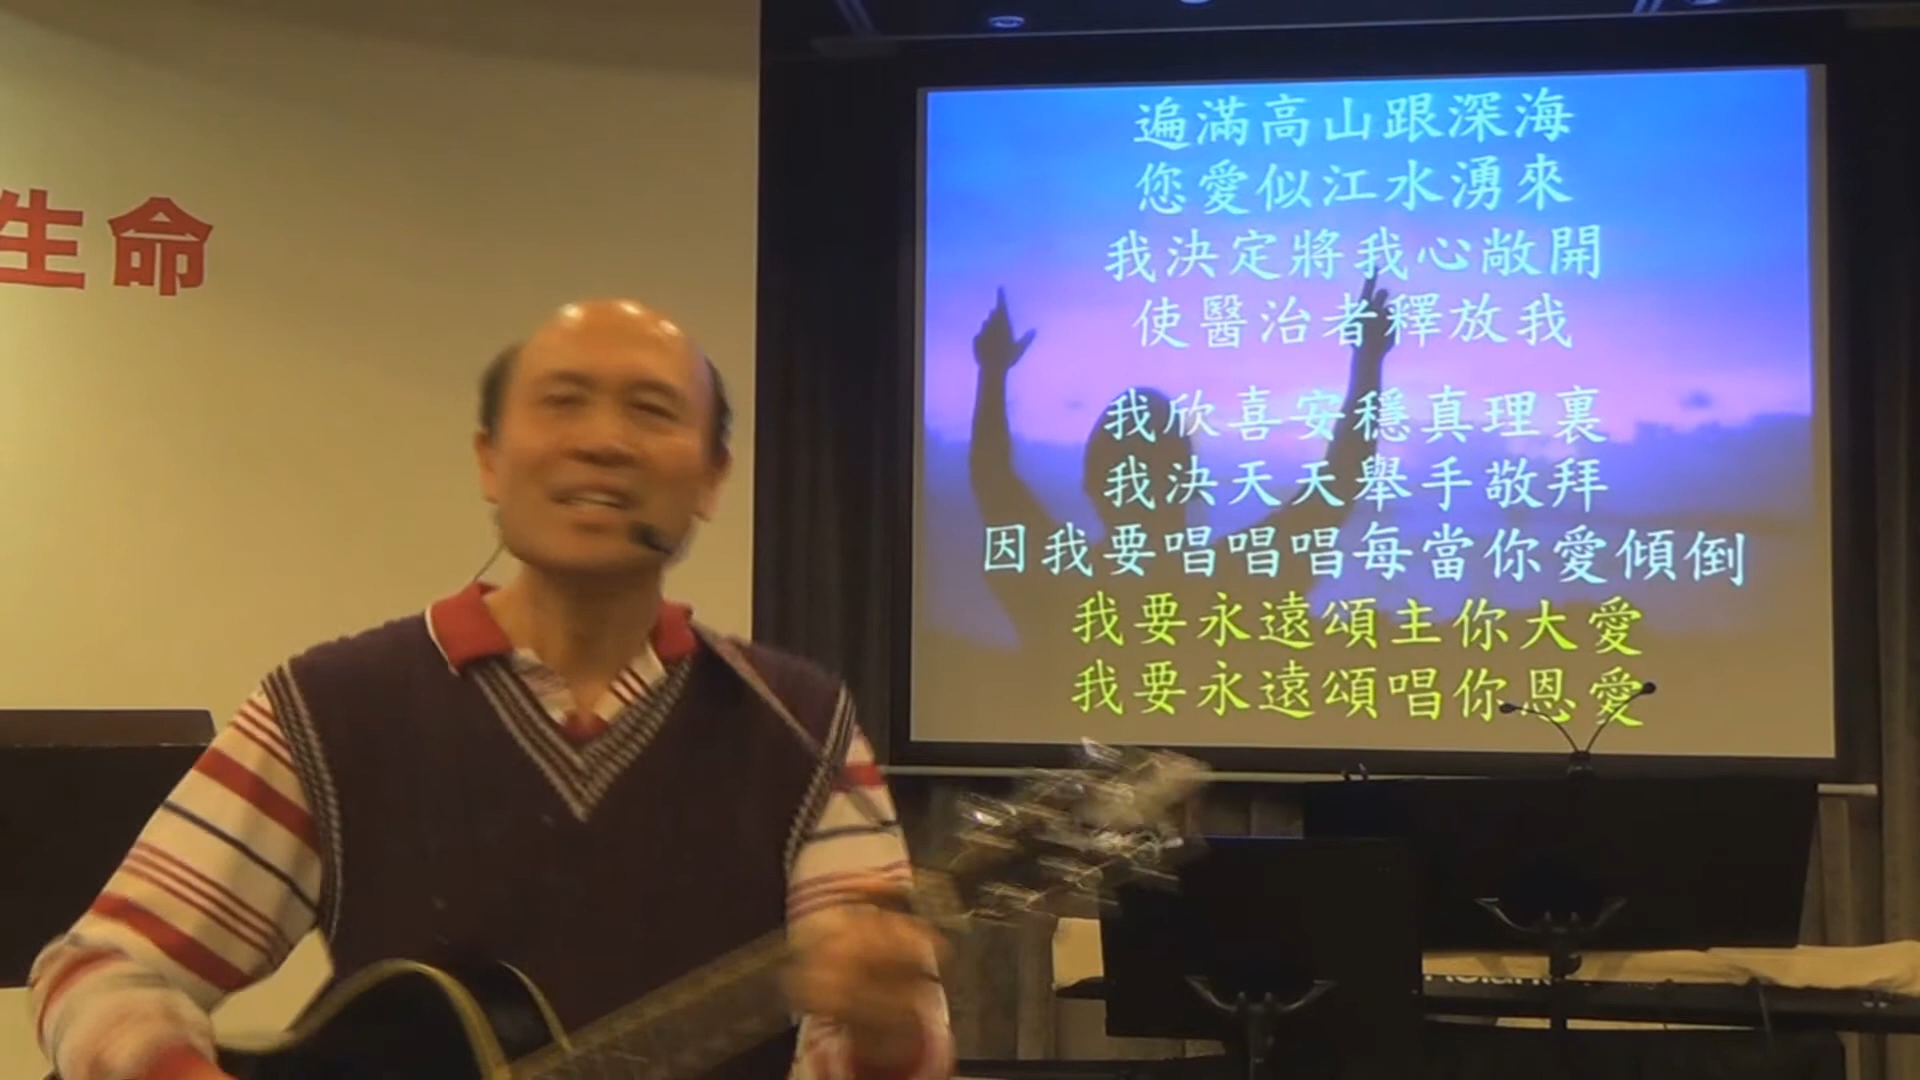 生命
遍滿高山跟深海
您愛似江水湧來
我決定將我心敞開
使醫治者釋放我
我欣喜安穩真理裏
我決天天舉手敬拜
因我要唱唱唱每當你愛傾倒
我要永遠頌主你大愛
我要永遠頌唱你恩愛
Roland